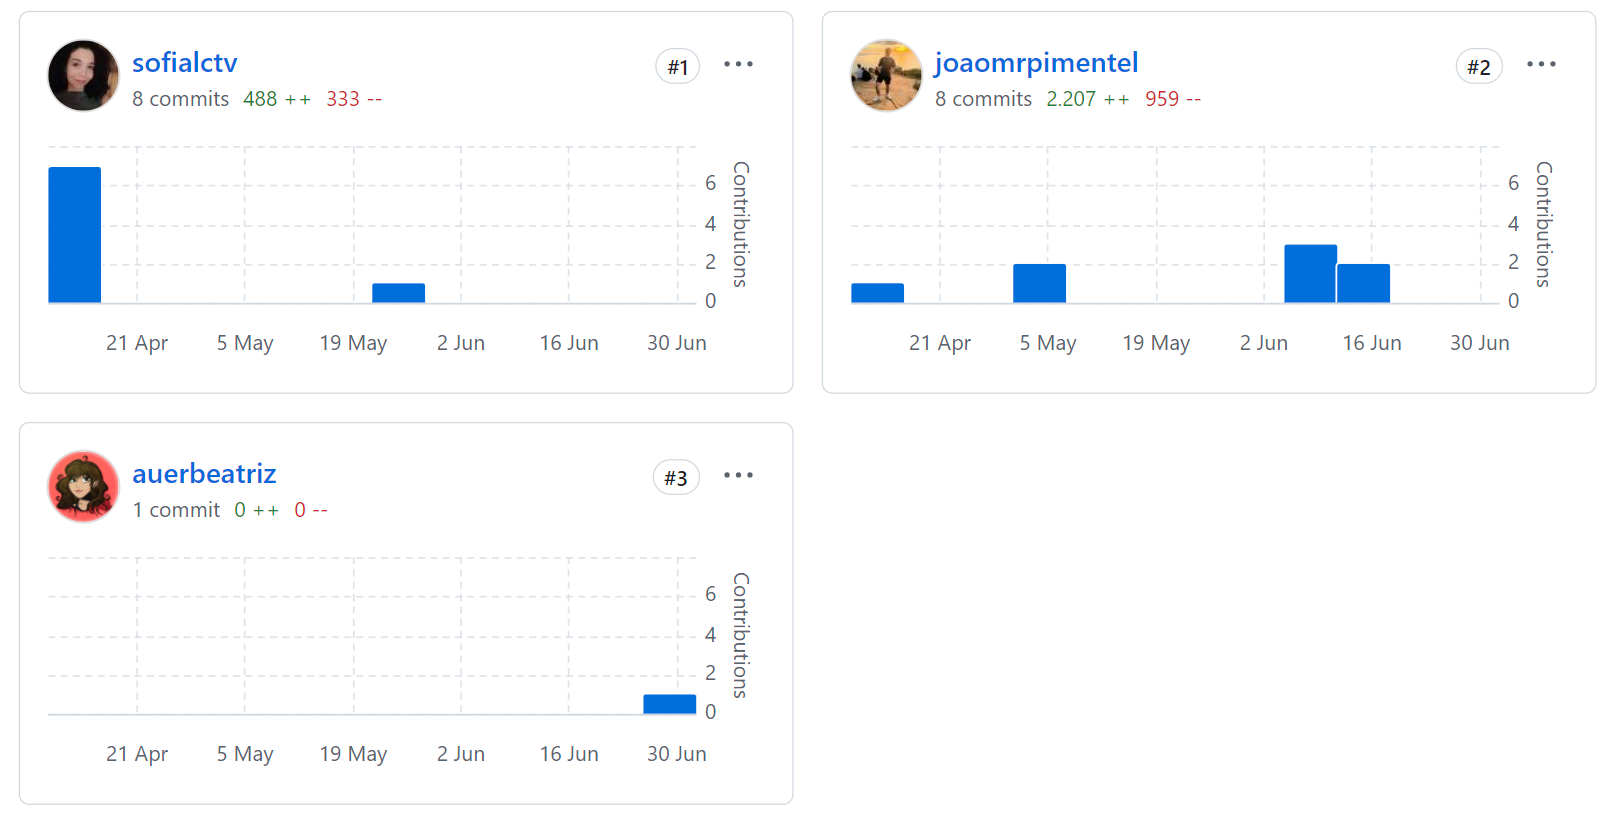 sofialctv
#1
8 commits 488 ++ 333 --
Contributions
6
4
2
0
21 Apr 5 May 19 May 2 Jun 16 Jun 30 Jun
joaomrpimentel
#2
8 commits 2.207 ++ 959 --
Contributions
6
4
2
0
21 Apr 5 May 19 May 2 Jun 16 Jun 30 Jun
auerbeatriz
#3
1 commit 0 ++ 0 --
Contributions
6
4
2
0
21 Apr 5 May 19 May 2 Jun 16 Jun 30 Jun